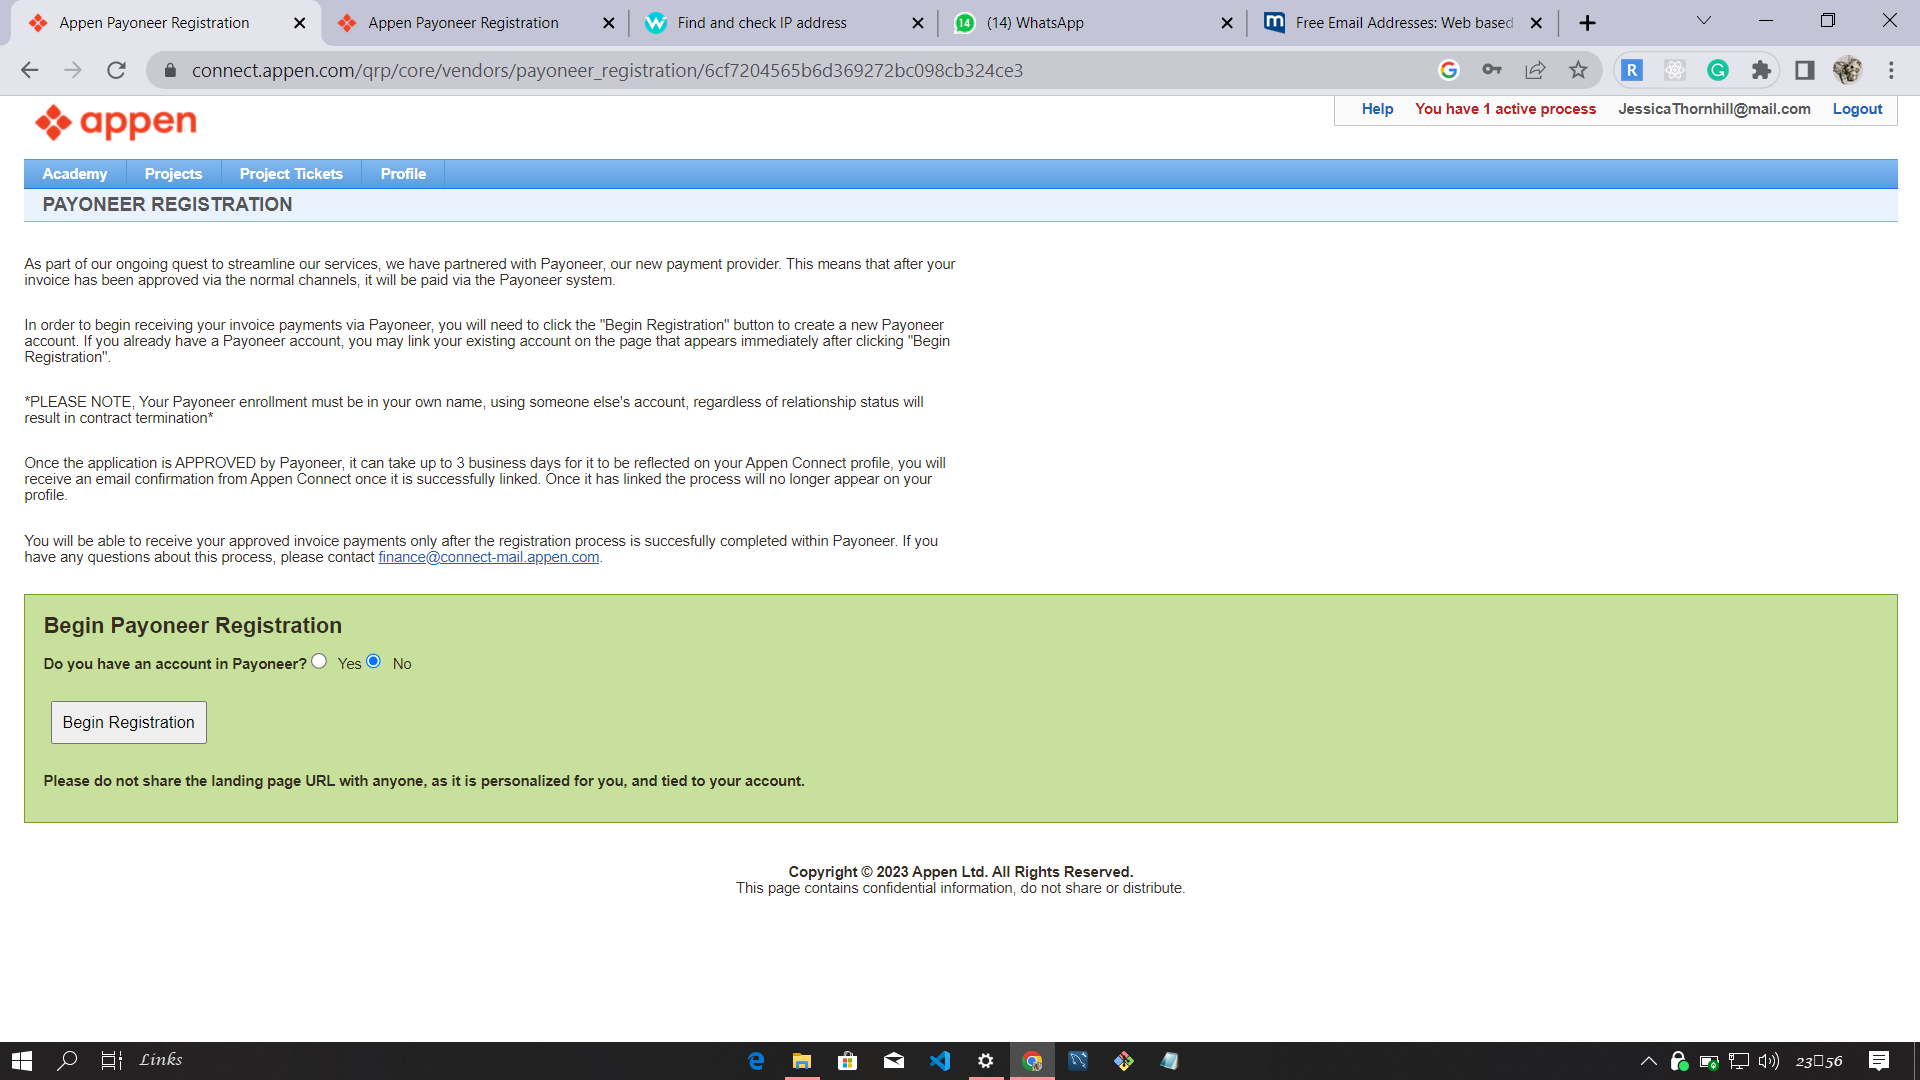 Appen Payoneer Registration
Appen Payoneer Registration
Find and check IP address
14
(14) WhatsApp
Free Email Addresses: Web based
connect.appen.com/qrp/core/vendors/payoneer_registration/6cf7204565b6d369272bc098cb324ce3
appen
Help
You have 1 active process
JessicaThornhill@mail.com
Logout
Academy
Projects
Project Tickets
Profile
PAYONEER REGISTRATION
As part of our ongoing quest to streamline our services, we have partnered with Payoneer, our new payment provider. This means that after your
invoice has been approved via the normal channels, it will be paid via the Payoneer system.
In order to begin receiving your invoice payments via Payoneer, you will need to click the "Begin Registration" button to create a new Payoneer
account. If you already have a Payoneer account, you may link your existing account on the page that appears immediately after clicking "Begin
Registration".
*PLEASE NOTE, Your Payoneer enrollment must be in your own name, using someone else's account, regardless of relationship status will
result in contract termination*
Once the application is APPROVED by Payoneer, it can take up to 3 business days for it to be reflected on your Appen Connect profile, you will
receive an email confirmation from Appen Connect once it is successfully linked. Once it has linked the process will no longer appear on your
profile.
You will be able to receive your approved invoice payments only after the registration process is succesfully completed within Payoneer. If you
have any questions about this process, please contact finance@connect-mail.appen.com.
Begin Payoneer Registration
Do you have an account in Payoneer? Yes No
Begin Registration
Please do not share the landing page URL with anyone, as it is personalized for you, and tied to your account.
Copyright © 2023 Appen Ltd. All Rights Reserved.
This page contains confidential information, do not share or distribute.
Links
23▯56